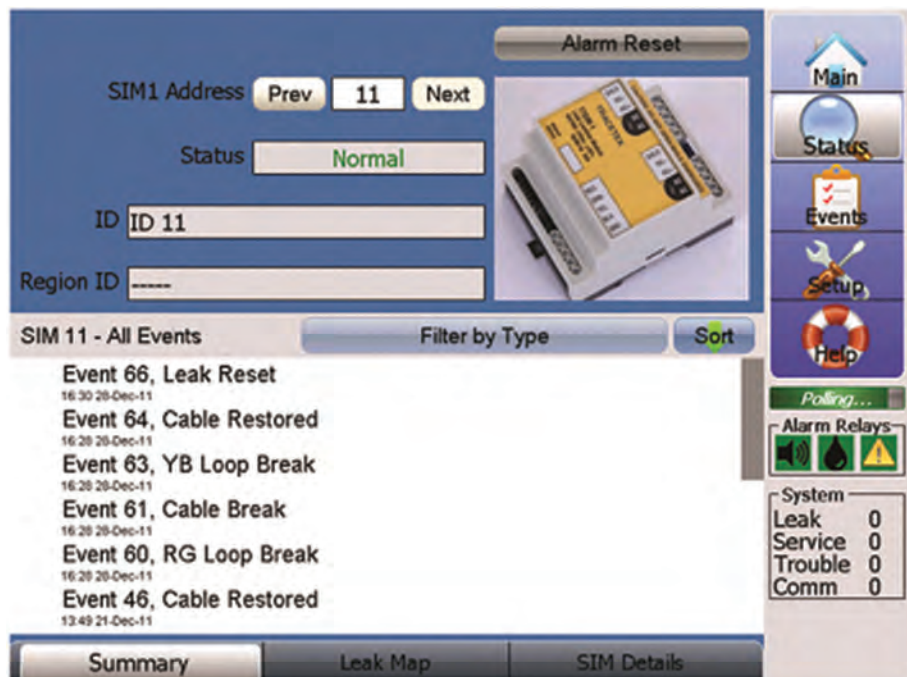 Alarm Reset
SIM1 Address Prev 11 Next
Status Normal
ID ID 11
Region ID -----
SIM 11 - All Events Filter by Type Sort
Event 66, Leak Reset
16:30 28-Dec-11
Event 64, Cable Restored
16:28 28-Dec-11
Event 63, YB Loop Break
16:28 28-Dec-11
Event 61, Cable Break
16:28 28-Dec-11
Event 60, RG Loop Break
16:28 28-Dec-11
Event 46, Cable Restored
13:49 21-Dec-11
Summary Leak Map SIM Details
Main
Status
Events
Setup
Help
Polling...
Alarm Relays
System
Leak 0
Service 0
Trouble 0
Comm 0